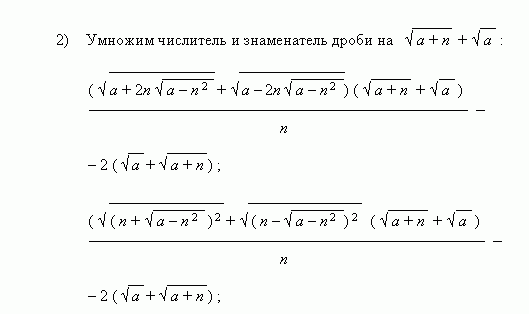 2) Умножим числитель и знаменатель дроби на √(a+n) + √a :
( √(a+2n√(a–n²)) + √(a–2n√(a–n²)) ) ( √(a+n) + √a )
n
–
– 2 ( √a + √(a+n) ) ;
( √((n+√(a–n²))²) + √((n–√(a–n²))²) ( √(a+n) + √a )
n
–
– 2 ( √a + √(a+n) ) ;